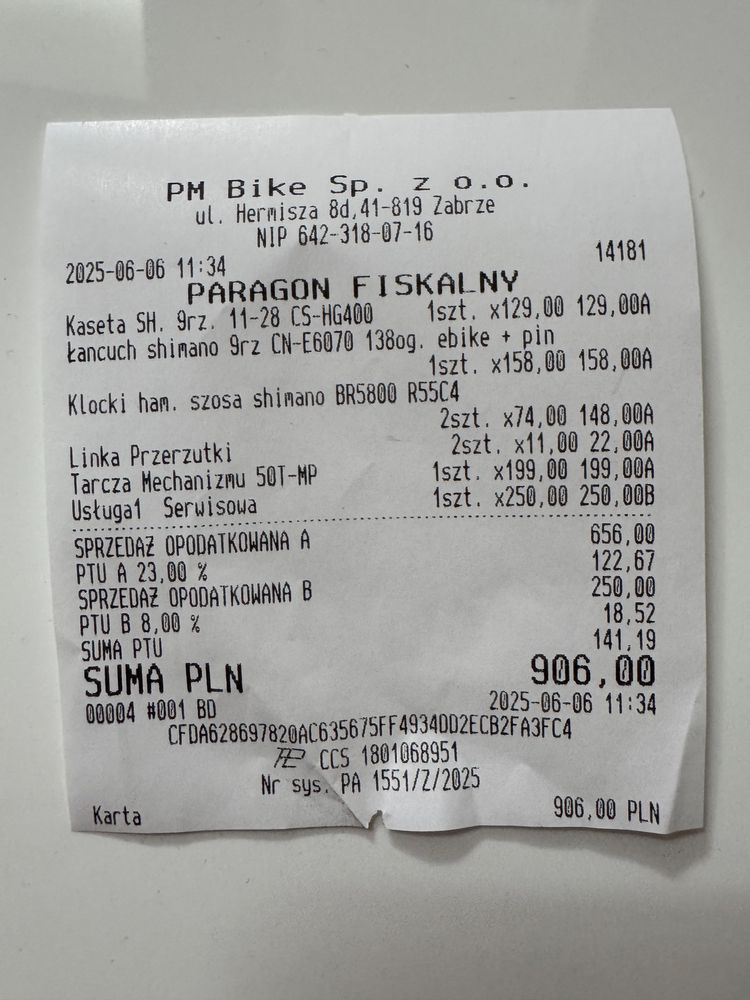 PM Bike Sp. z o.o.
ul. Hermisza 8d,41-819 Zabrze
NIP 642-318-07-16
2025-06-06 11:34 14181
PARAGON FISKALNY
Kaseta SH. 9rz. 11-28 CS-HG400 1szt. x129,00 129,00A
Łancuch shimano 9rz CN-E6070 138og. ebike + pin
1szt. x158,00 158,00A
Klocki ham. szosa shimano BR5800 R55C4
2szt. x74,00 148,00A
Linka Przerzutki 2szt. x11,00 22,00A
Tarcza Mechanizmu 50T-MP 1szt. x199,00 199,00A
Usługa1 Serwisowa 1szt. x250,00 250,00B
SPRZEDAŻ OPODATKOWANA A 656,00
PTU A 23,00 % 122,67
SPRZEDAŻ OPODATKOWANA B 250,00
PTU B 8,00 % 18,52
SUMA PTU 141,19
SUMA PLN 906,00
00004 #001 BD 2025-06-06 11:34
CFDA628697820AC635675FF4934DD2ECB2FA3FC4
CCS 1801068951
Nr sys. PA 1551/Z/2025
Karta 906,00 PLN